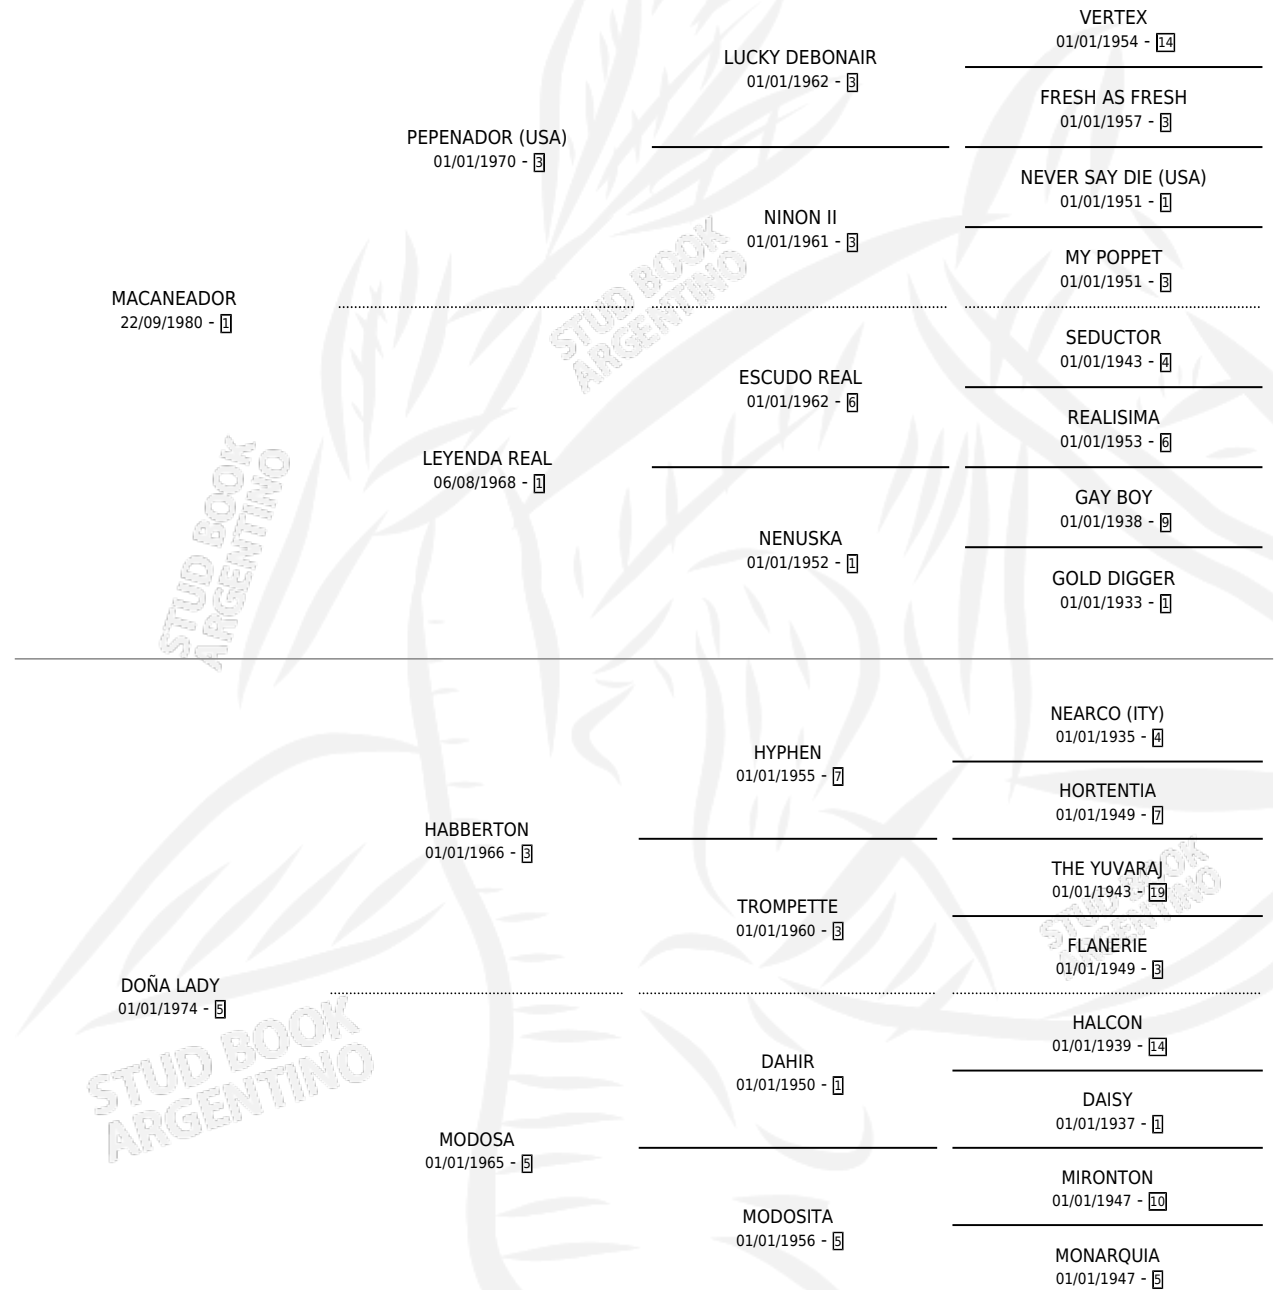 VERTEX
01/01/1954 - 14
LUCKY DEBONAIR
01/01/1962 - 3
FRESH AS FRESH
01/01/1957 - 3
PEPENADOR (USA)
01/01/1970 - 3
NEVER SAY DIE (USA)
01/01/1951 - 1
NINON II
01/01/1961 - 3
MY POPPET
01/01/1951 - 3
MACANEADOR
22/09/1980 - 1
SEDUCTOR
01/01/1943 - 4
ESCUDO REAL
01/01/1962 - 6
REALISIMA
01/01/1953 - 6
LEYENDA REAL
06/08/1968 - 1
GAY BOY
01/01/1938 - 9
NENUSKA
01/01/1952 - 1
GOLD DIGGER
01/01/1933 - 1
NEARCO (ITY)
01/01/1935 - 4
HYPHEN
01/01/1955 - 7
HORTENTIA
01/01/1949 - 7
HABBERTON
01/01/1966 - 3
THE YUVARAJ
01/01/1943 - 19
TROMPETTE
01/01/1960 - 3
FLANERIE
01/01/1949 - 3
DOÑA LADY
01/01/1974 - 5
HALCON
01/01/1939 - 14
DAHIR
01/01/1950 - 1
DAISY
01/01/1937 - 1
MODOSA
01/01/1965 - 5
MIRONTON
01/01/1947 - 10
MODOSITA
01/01/1956 - 5
MONARQUIA
01/01/1947 - 5
STUD BOOK
ARGENTINO
STUD BOOK
ARGENTINO
STUD BOOK
ARGENTINO
STUD BOOK
ARGENTINO